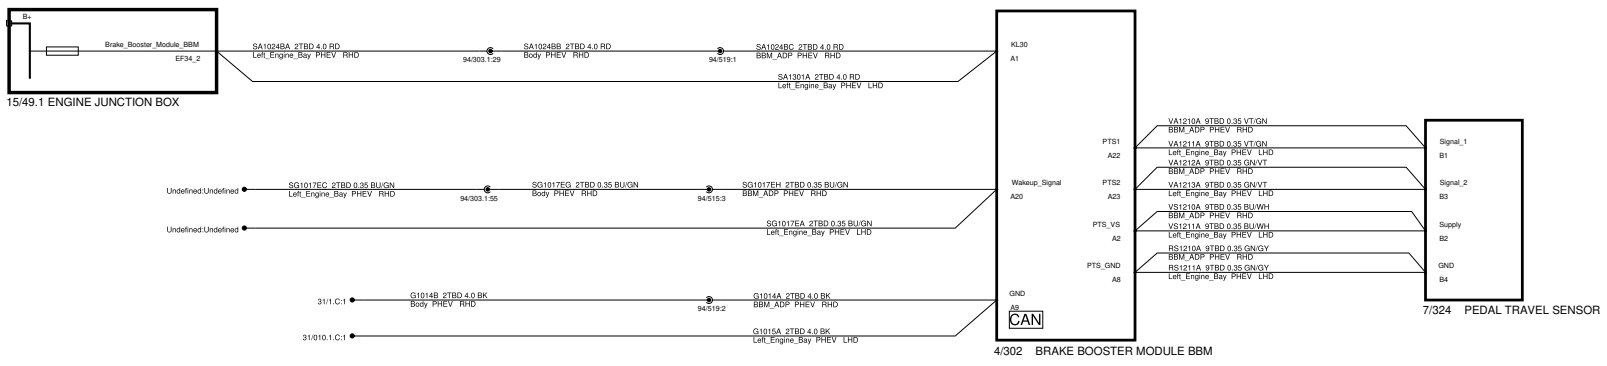 B+
Brake_Booster_Module_BBM
EF34_2
15/49.1 ENGINE JUNCTION BOX
SA1024BA 2TBD 4.0 RD
Left_Engine_Bay PHEV RHD
94/303.1:29
SA1024BB 2TBD 4.0 RD
Body PHEV RHD
94/519:1
SA1024BC 2TBD 4.0 RD
BBM_ADP PHEV RHD
SA1301A 2TBD 4.0 RD
Left_Engine_Bay PHEV LHD
KL30
A1
Undefined:Undefined
SG1017EC 2TBD 0.35 BU/GN
Left_Engine_Bay PHEV RHD
94/303.1:55
SG1017EG 2TBD 0.35 BU/GN
Body PHEV RHD
94/515:3
SG1017EH 2TBD 0.35 BU/GN
BBM_ADP PHEV RHD
Wakeup_Signal
A20
Undefined:Undefined
SG1017EA 2TBD 0.35 BU/GN
Left_Engine_Bay PHEV LHD
31/1.C:1
G1014B 2TBD 4.0 BK
Body PHEV RHD
94/519:2
G1014A 2TBD 4.0 BK
BBM_ADP PHEV RHD
31/010.1.C:1
G1015A 2TBD 4.0 BK
Left_Engine_Bay PHEV LHD
GND
A9
CAN
4/302 BRAKE BOOSTER MODULE BBM
PTS1
A22
PTS2
A23
PTS_VS
A2
PTS_GND
A8
VA1210A 9TBD 0.35 VT/GN
BBM_ADP PHEV RHD
VA1211A 9TBD 0.35 VT/GN
Left_Engine_Bay PHEV LHD
VA1212A 9TBD 0.35 GN/VT
BBM_ADP PHEV RHD
VA1213A 9TBD 0.35 GN/VT
Left_Engine_Bay PHEV LHD
VS1210A 9TBD 0.35 BU/WH
BBM_ADP PHEV RHD
VS1211A 9TBD 0.35 BU/WH
Left_Engine_Bay PHEV LHD
RS1210A 9TBD 0.35 GN/GY
BBM_ADP PHEV RHD
RS1211A 9TBD 0.35 GN/GY
Left_Engine_Bay PHEV LHD
Signal_1
B1
Signal_2
B3
Supply
B2
GND
B4
7/324 PEDAL TRAVEL SENSOR